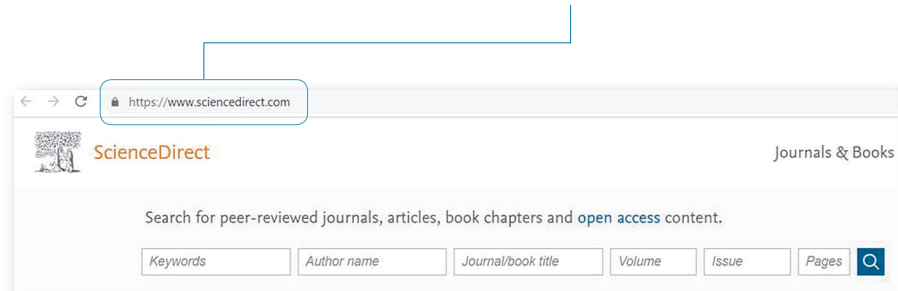 https://www.sciencedirect.com
ScienceDirect
Journals & Books
Search for peer-reviewed journals, articles, book chapters and open access content.
Keywords Author name Journal/book title Volume Issue Pages